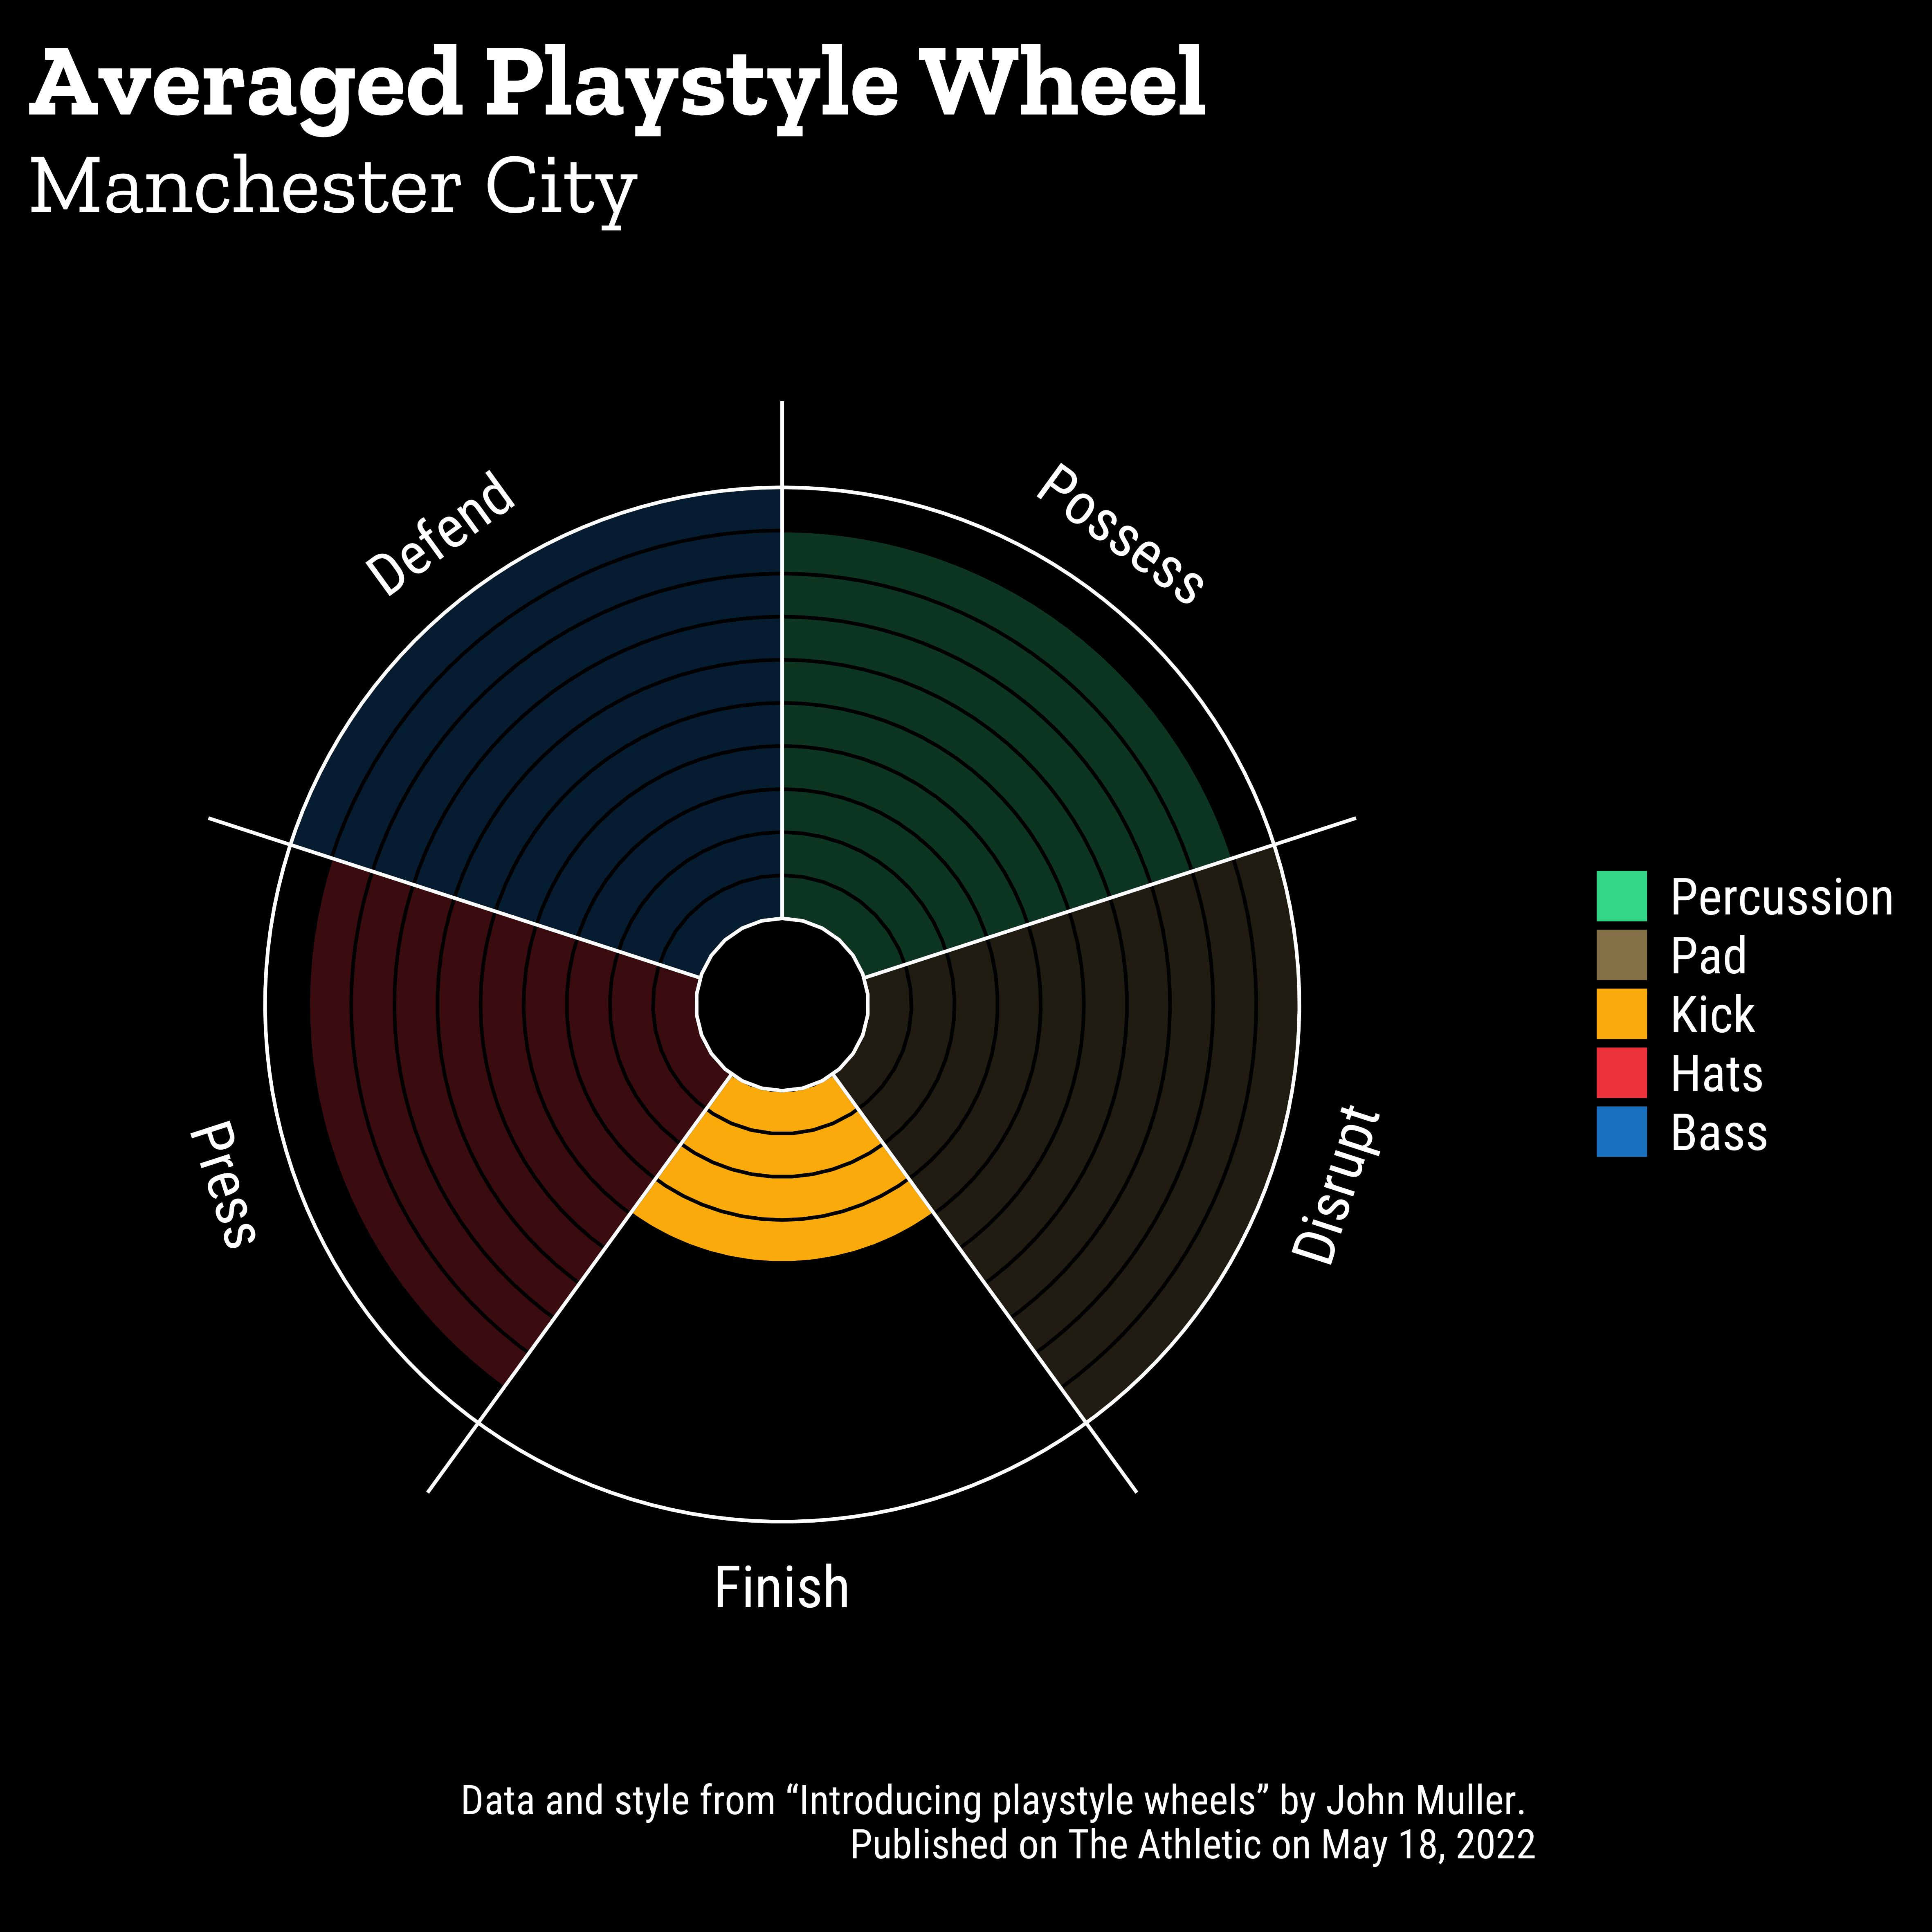 Averaged Playstyle Wheel
Manchester City
Defend
Possess
Press
Disrupt
Finish
Percussion
Pad
Kick
Hats
Bass
Data and style from “Introducing playstyle wheels” by John Muller.
Published on The Athletic on May 18, 2022